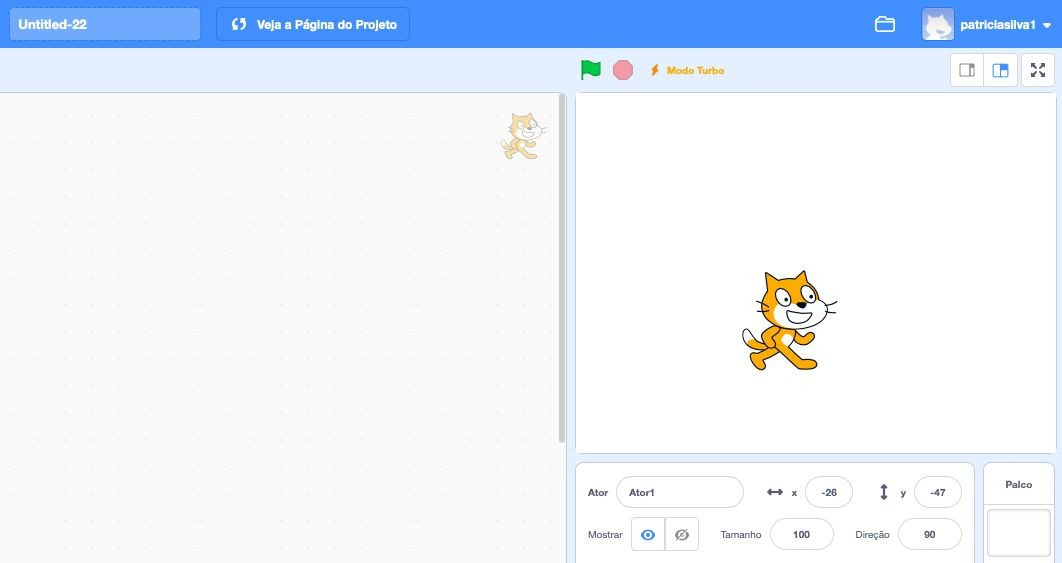 Untitled-22
Veja a Página do Projeto
patriciasilva1
Modo Turbo
Ator Ator1 x -26 y -47
Mostrar Tamanho 100 Direção 90
Palco